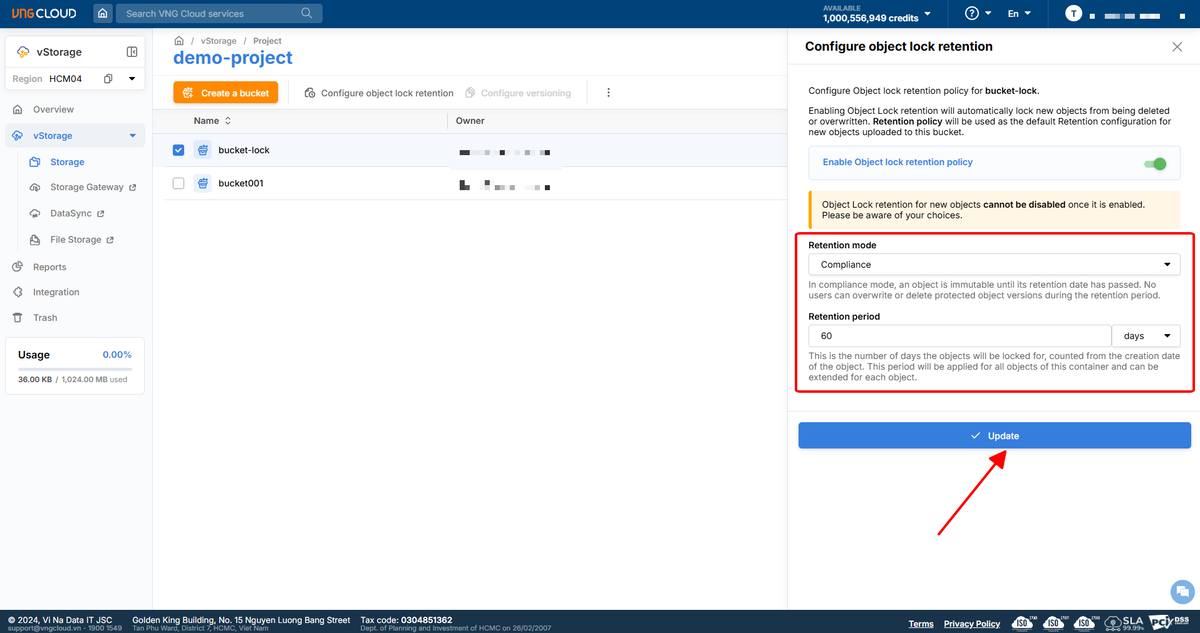 VNG CLOUD
Search VNG Cloud services
AVAILABLE
1,000,556,949 credits
En
T
vStorage
Region HCM04
Overview
vStorage
Storage
Storage Gateway
DataSync
File Storage
Reports
Integration
Trash
Usage 0.00%
36.00 KB / 1,024.00 MB used
/ vStorage / Project
demo-project
Create a bucket
Configure object lock retention
Configure versioning
Name
Owner
bucket-lock
bucket001
Configure object lock retention
Configure Object lock retention policy for bucket-lock.
Enabling Object Lock retention will automatically lock new objects from being deleted
or overwritten. Retention policy will be used as the default Retention configuration for
new objects uploaded to this bucket.
Enable Object lock retention policy
Object Lock retention for new objects cannot be disabled once it is enabled.
Please be aware of your choices.
Retention mode
Compliance
In compliance mode, an object is immutable until its retention date has passed. No
users can overwrite or delete protected object versions during the retention period.
Retention period
60
days
This is the number of days the objects will be locked for, counted from the creation date
of the object. This period will be applied for all objects of this container and can be
extended for each object.
Update
© 2024, Vi Na Data IT JSC
support@vngcloud.vn - 1900 1549
Golden King Building, No. 15 Nguyen Luong Bang Street
Tan Phu Ward, District 7, HCMC, Viet Nam
Tax code: 0304851362
Dept. of Planning and Investment of HCMC on 26/02/2007
Terms
Privacy Policy
ISO
ISO
ISO
SLA
99.99%
PCI DSS